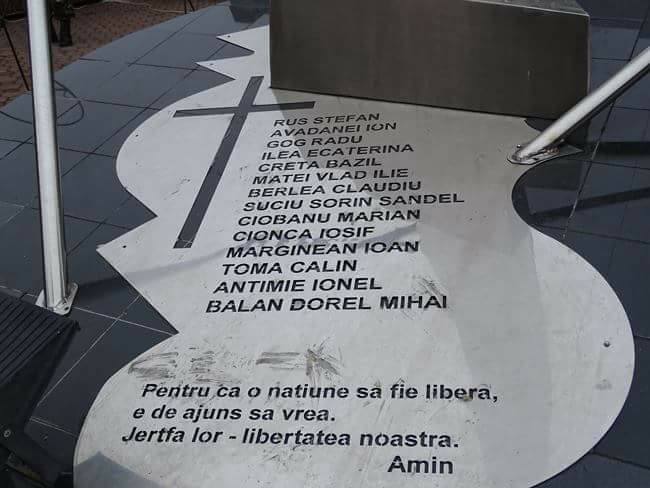 RUS STEFAN
AVADANEI ION
GOG RADU
ILEA ECATERINA
CRETA BAZIL
MATEI VLAD ILIE
BERLEA CLAUDIU
SUCIU SORIN SANDEL
CIOBANU MARIAN
CIONCA IOSIF
MARGINEAN IOAN
TOMA CALIN
ANTIMIE IONEL
BALAN DOREL MIHAI
Pentru ca o natiune sa fie libera,
e de ajuns sa vrea.
Jertfa lor - libertatea noastra.
Amin